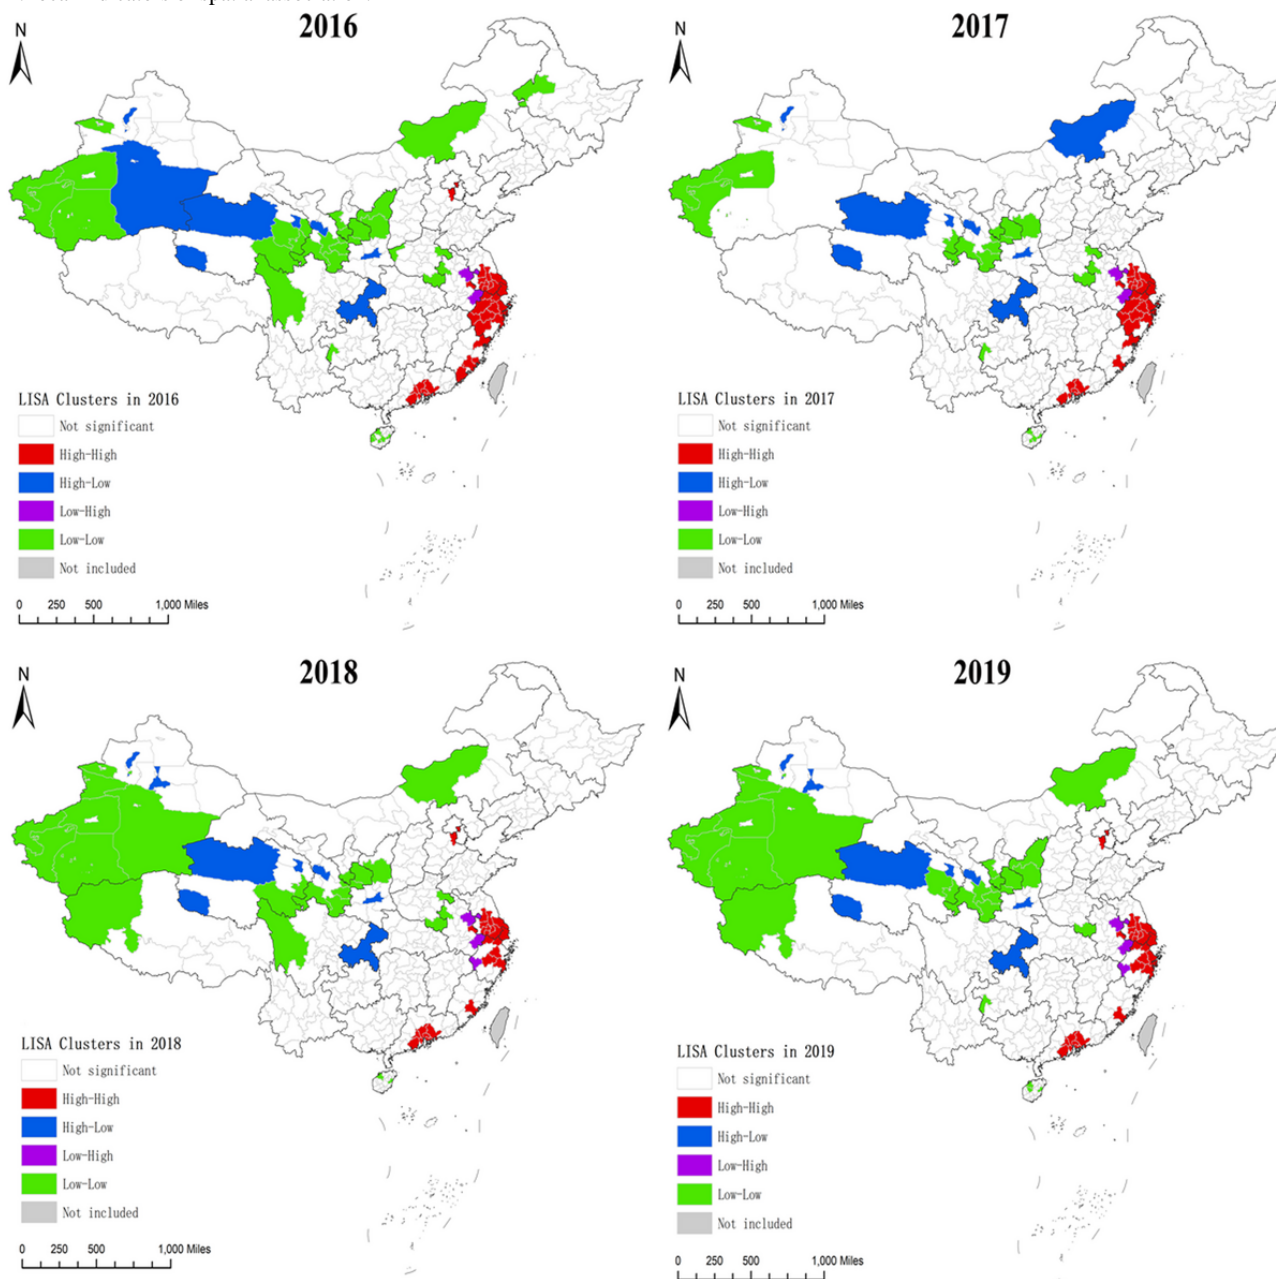 2016
N
LISA Clusters in 2016
Not significant
High-High
High-Low
Low-High
Low-Low
Not included
0 250 500 1,000 Miles
2017
N
LISA Clusters in 2017
Not significant
High-High
High-Low
Low-High
Low-Low
Not included
0 250 500 1,000 Miles
2018
N
LISA Clusters in 2018
Not significant
High-High
High-Low
Low-High
Low-Low
Not included
0 250 500 1,000 Miles
2019
N
LISA Clusters in 2019
Not significant
High-High
High-Low
Low-High
Low-Low
Not included
0 250 500 1,000 Miles